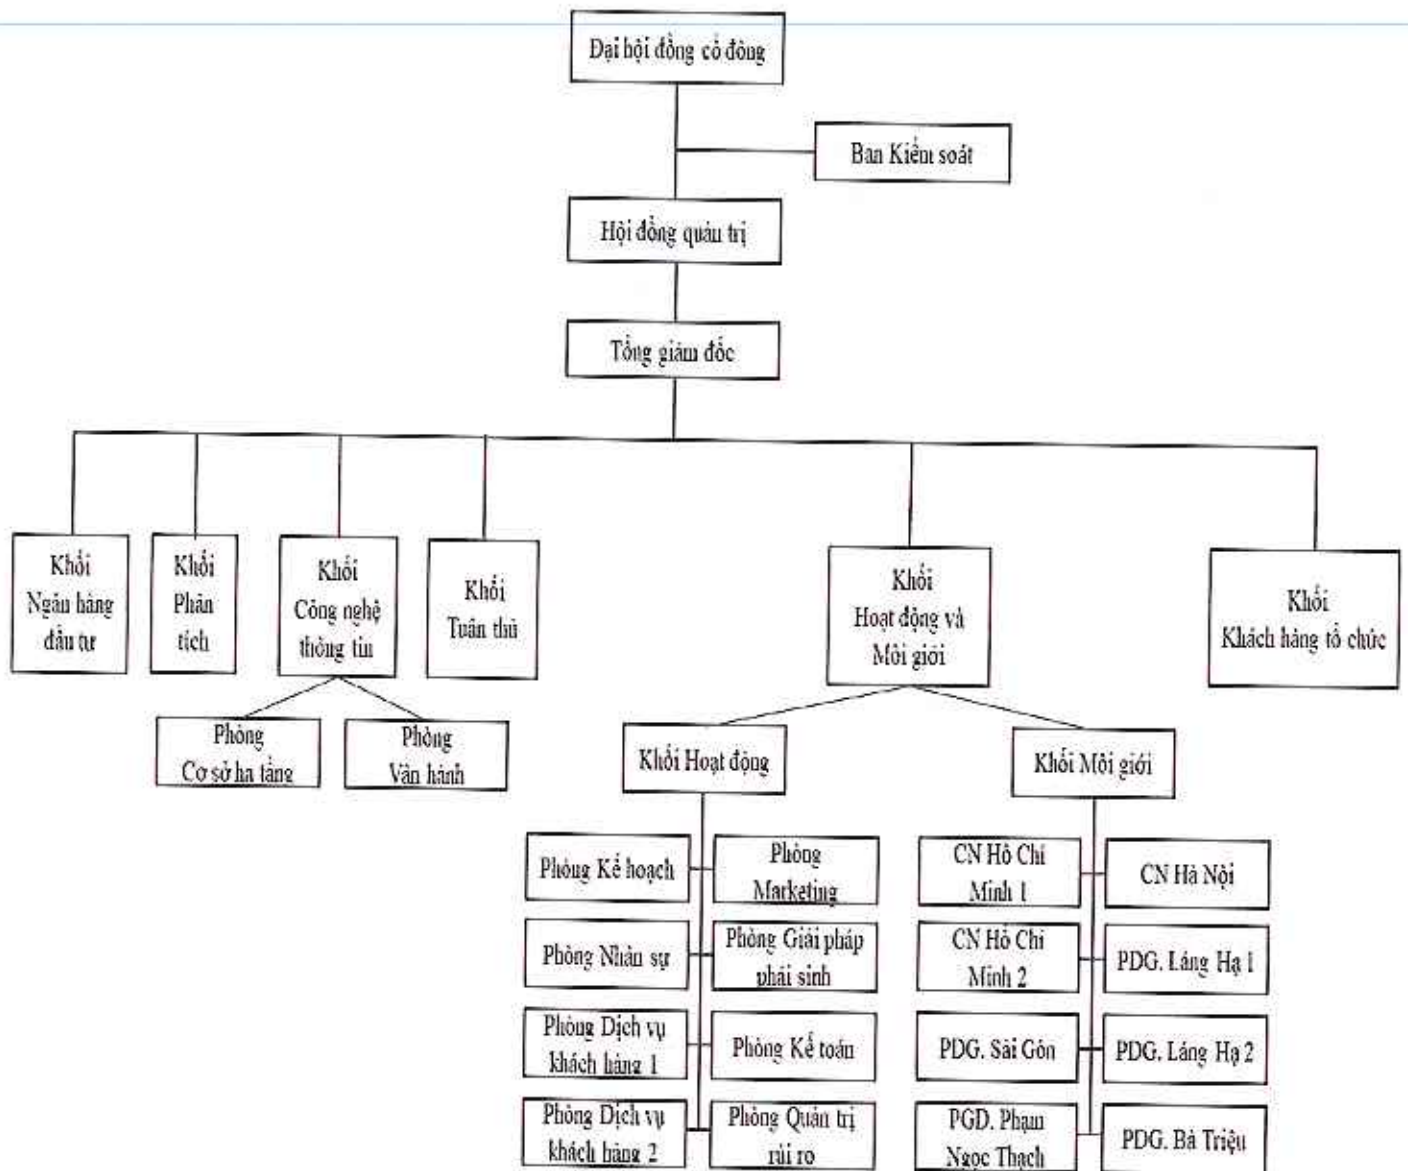 Đại hội đồng cổ đông
Ban Kiểm soát
Hội đồng quản trị
Tổng giám đốc
Khối
Ngân hàng
đầu tư
Khối
Phân
tích
Khối
Công nghệ
thông tin
Khối
Tuân thủ
Khối
Hoạt động và
Môi giới
Khối
Khách hàng tổ chức
Phòng
Cơ sở hạ tầng
Phòng
Vận hành
Khối Hoạt động
Khối Môi giới
Phòng Kế hoạch
Phòng
Marketing
CN Hồ Chí
Minh 1
CN Hà Nội
Phòng Nhân sự
Phòng Giải pháp
phái sinh
CN Hồ Chí
Minh 2
PDG. Láng Hạ 1
Phòng Dịch vụ
khách hàng 1
Phòng Kế toán
PDG. Sài Gòn
PDG. Láng Hạ 2
Phòng Dịch vụ
khách hàng 2
Phòng Quản trị
rủi ro
PGD. Phạm
Ngọc Thạch
PDG. Bà Triệu